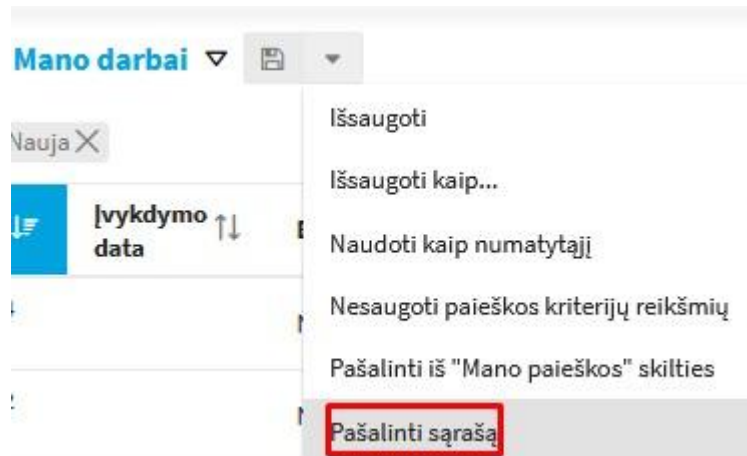 Mano darbai
Išsaugoti
Nauja
Išsaugoti kaip...
Įvykdymo
data
Naudoti kaip numatytąjį
Nesaugoti paieškos kriterijų reikšmių
Pašalinti iš "Mano paieškos" skilties
Pašalinti sąrašą